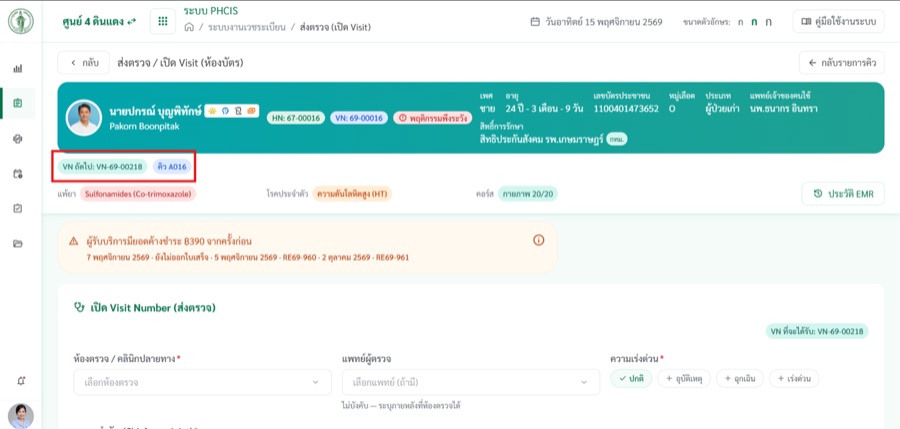 ศูนย์ 4 ดินแดง
ระบบ PHCIS
ระบบงานเวชระเบียน / ส่งตรวจ (เปิด Visit)
วันอาทิตย์ 15 พฤศจิกายน 2569
ขนาดตัวอักษร: ก ก ก
คู่มือใช้งานระบบ
กลับ
ส่งตรวจ / เปิด Visit (ห้องบัตร)
กลับรายการคิว
นายปกรณ์ บุญพิทักษ์
Pakorn Boonpitak
HN: 67-00016
VN: 69-00016
พฤติกรรมพึงระวัง
เพศ อายุ เลขบัตรประชาชน หมู่เลือด ประเภท แพทย์เจ้าของคนไข้
ชาย 24 ปี - 3 เดือน - 9 วัน 1100401473652 O ผู้ป่วยเก่า นพ.ธนากร อินทรา
สิทธิ์การรักษา
สิทธิประกันสังคม รพ.เกษมราษฎร์ กทม.
VN ถัดไป: VN-69-00218 คิว A016
แพ้ยา Sulfonamides (Co-trimoxazole)
โรคประจำตัว ความดันโลหิตสูง (HT)
คอร์ส กายภาพ 20/20
ประวัติ EMR
ผู้รับบริการมียอดค้างชำระ ฿390 จากครั้งก่อน
7 พฤศจิกายน 2569 · ยังไม่ออกใบเสร็จ · 5 พฤศจิกายน 2569 · RE69-960 · 2 ตุลาคม 2569 · RE69-961
เปิด Visit Number (ส่งตรวจ)
VN ที่จะได้รับ: VN-69-00218
ห้องตรวจ / คลินิกปลายทาง *
เลือกห้องตรวจ
แพทย์ผู้ตรวจ
เลือกแพทย์ (ถ้ามี)
ไม่บังคับ — ระบุภายหลังที่ห้องตรวจได้
ความเร่งด่วน *
ปกติ + อุบัติเหตุ + ฉุกเฉิน + เร่งด่วน